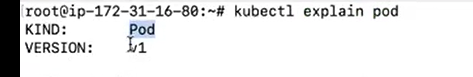 root@ip-172-31-16-80:~# kubectl explain pod
KIND: Pod
VERSION: v1